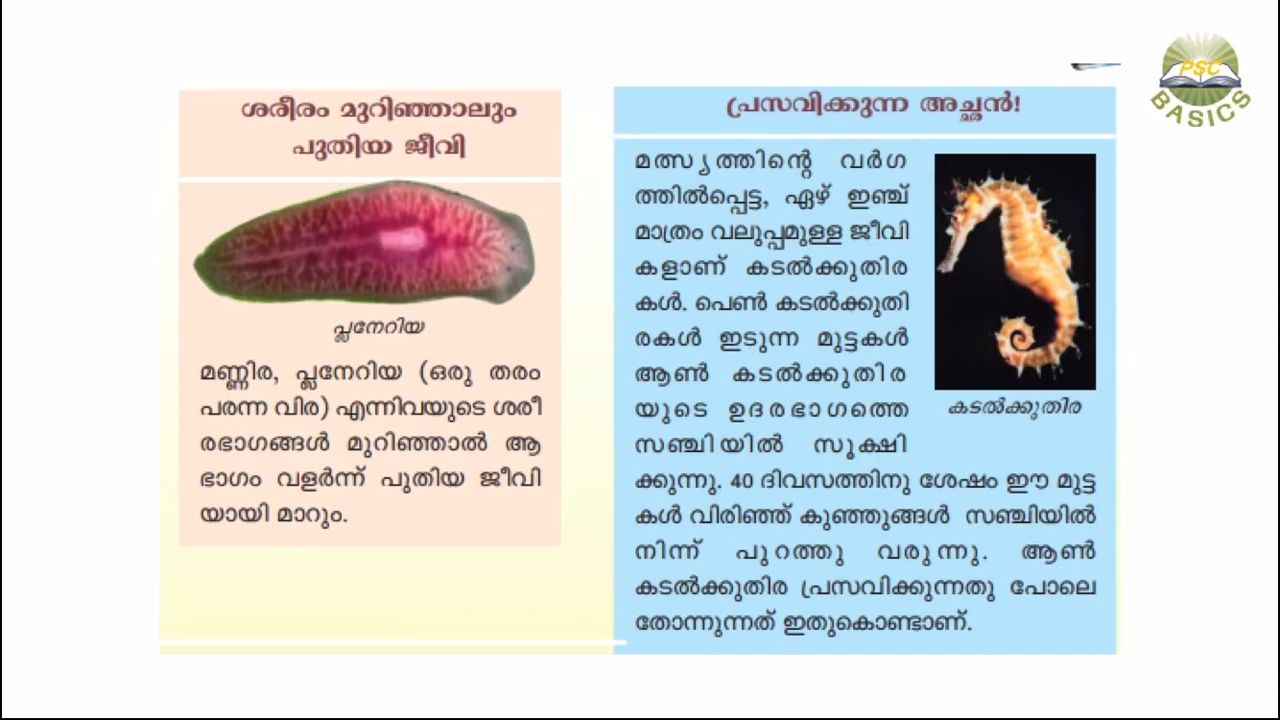 PSC
BASICS
ശരീരം മുറിഞ്ഞാലും
പുതിയ ജീവി
പ്ലനേറിയ
മണ്ണിര, പ്ലനേറിയ (ഒരു തരം
പരന്ന വിര) എന്നിവയുടെ ശരീ
രഭാഗങ്ങൾ മുറിഞ്ഞാൽ ആ
ഭാഗം വളർന്ന് പുതിയ ജീവി
യായി മാറും.
പ്രസവിക്കുന്ന അച്ഛൻ!
മത്സ്യത്തിന്റെ വർഗ
ത്തിൽപ്പെട്ട, ഏഴ് ഇഞ്ച്
മാത്രം വലുപ്പമുള്ള ജീവി
കളാണ് കടൽക്കുതിര
കൾ. പെൺ കടൽക്കുതി
രകൾ ഇടുന്ന മുട്ടകൾ
ആൺ കടൽക്കുതിര
യുടെ ഉദരഭാഗത്തെ
സഞ്ചിയിൽ സൂക്ഷി
ക്കുന്നു. 40 ദിവസത്തിനു ശേഷം ഈ മുട്ട
കൾ വിരിഞ്ഞ് കുഞ്ഞുങ്ങൾ സഞ്ചിയിൽ
നിന്ന് പുറത്തു വരുന്നു. ആൺ
കടൽക്കുതിര പ്രസവിക്കുന്നതു പോലെ
തോന്നുന്നത് ഇതുകൊണ്ടാണ്.
കടൽക്കുതിര